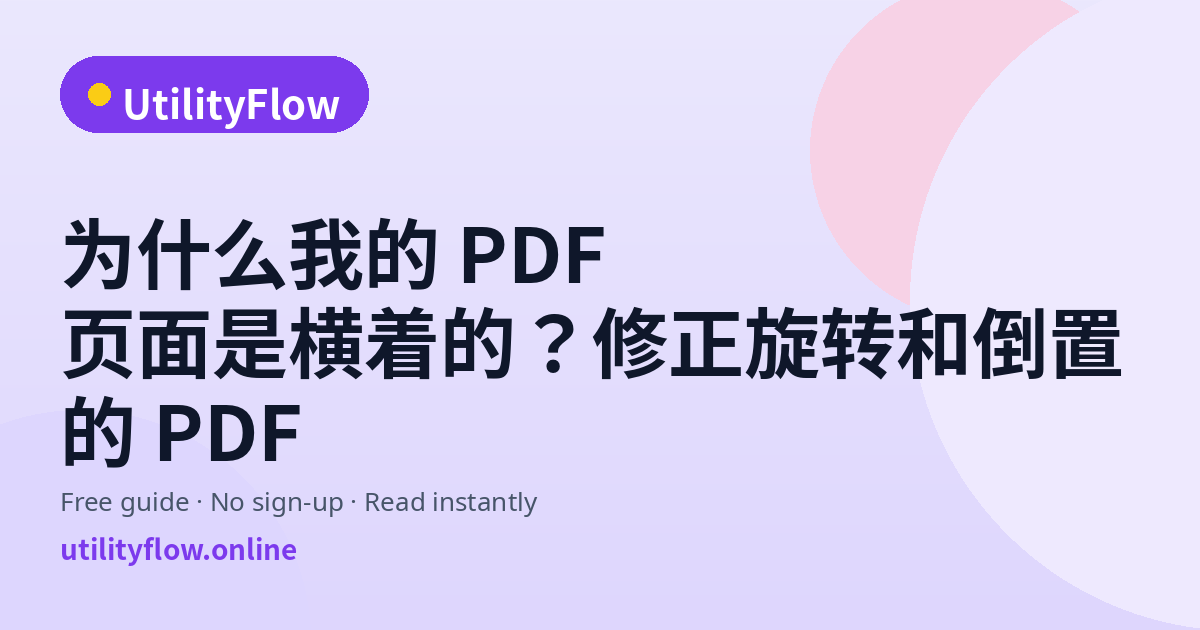 UtilityFlow
为什么我的 PDF
页面是横着的？修正旋转和倒置
的 PDF
Free guide · No sign-up · Read instantly
utilityflow.online